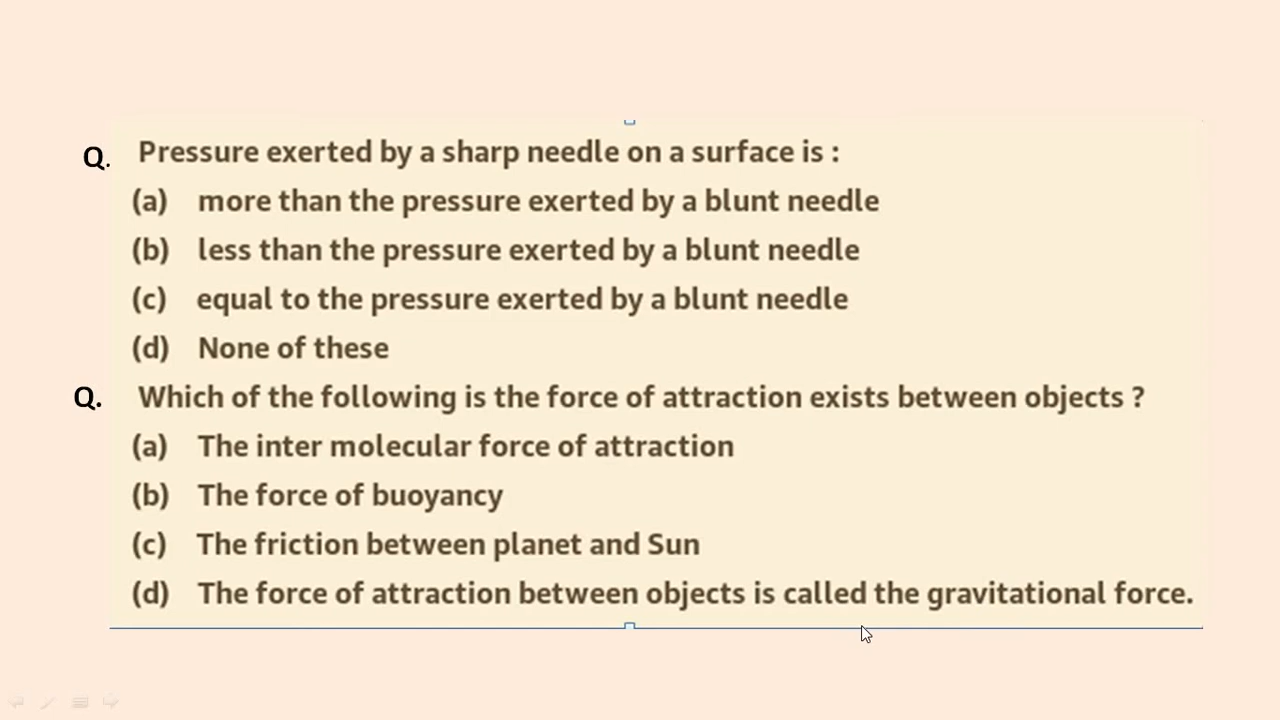 Q. Pressure exerted by a sharp needle on a surface is :
(a) more than the pressure exerted by a blunt needle
(b) less than the pressure exerted by a blunt needle
(c) equal to the pressure exerted by a blunt needle
(d) None of these
Q. Which of the following is the force of attraction exists between objects ?
(a) The inter molecular force of attraction
(b) The force of buoyancy
(c) The friction between planet and Sun
(d) The force of attraction between objects is called the gravitational force.